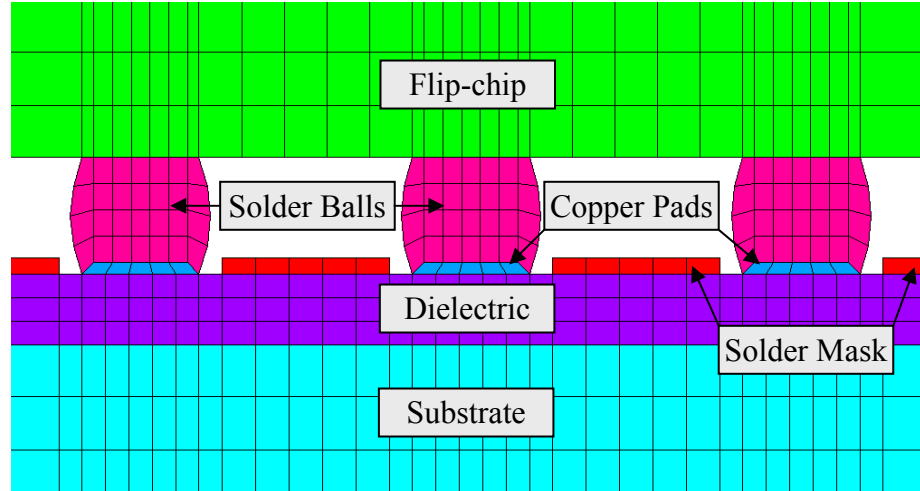 Flip-chip
Solder Balls
Copper Pads
Dielectric
Solder Mask
Substrate